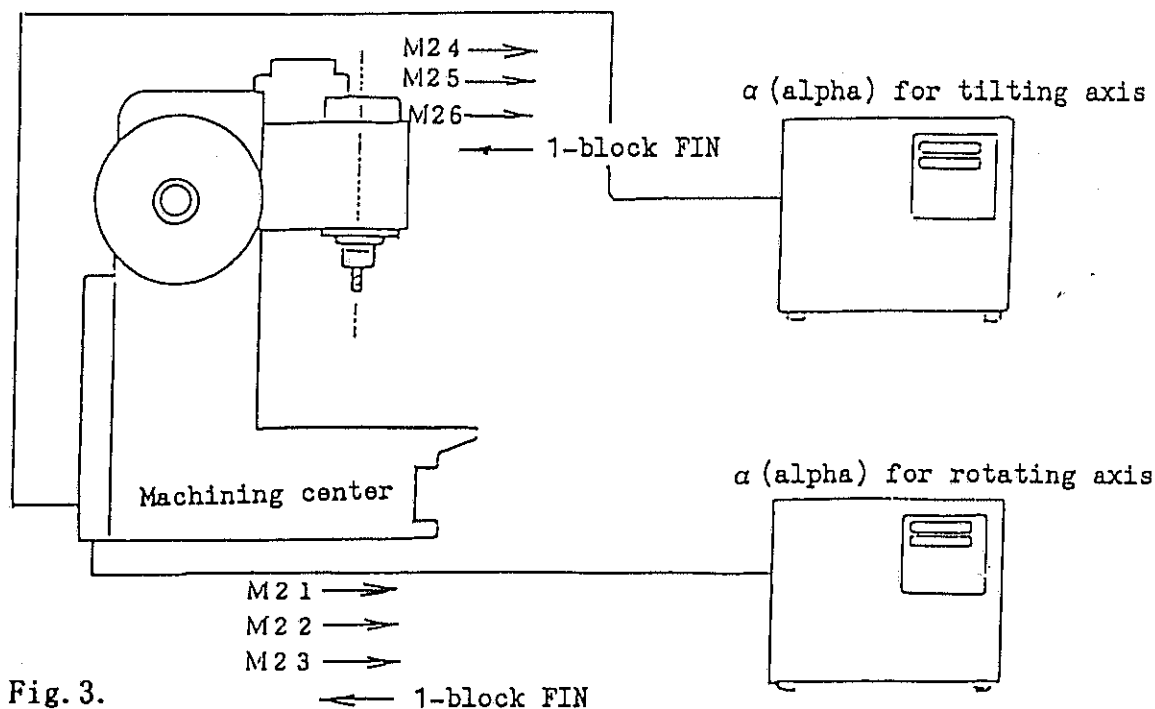 M24
M25
M26
1-block FIN
α (alpha) for tilting axis
Machining center
α (alpha) for rotating axis
M21
M22
M23
1-block FIN
Fig. 3.